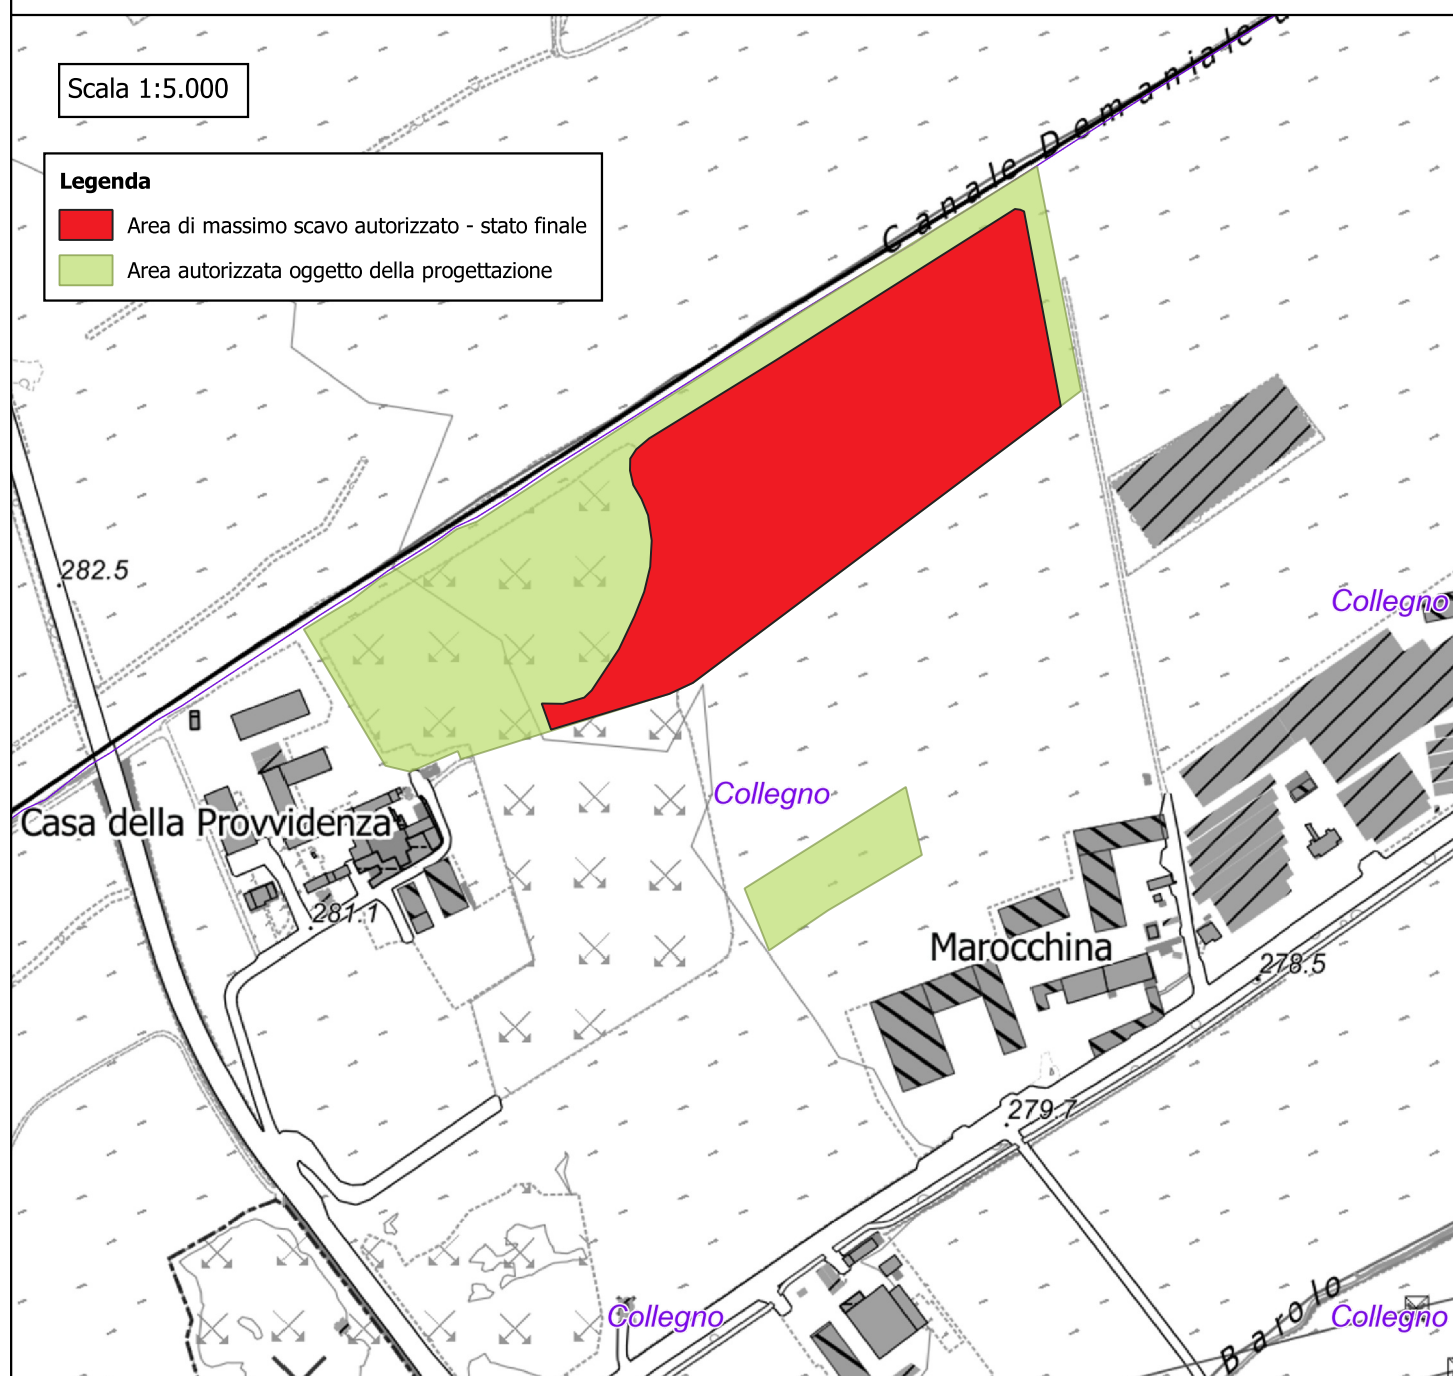 Scala 1:5.000
Legenda
Area di massimo scavo autorizzato - stato finale
Area autorizzata oggetto della progettazione
Canale Demaniale
282.5
Collegno
Collegno
Casa della Provvidenza
281.1
Marocchina
278.5
279.7
Collegno
Barolo
Collegno